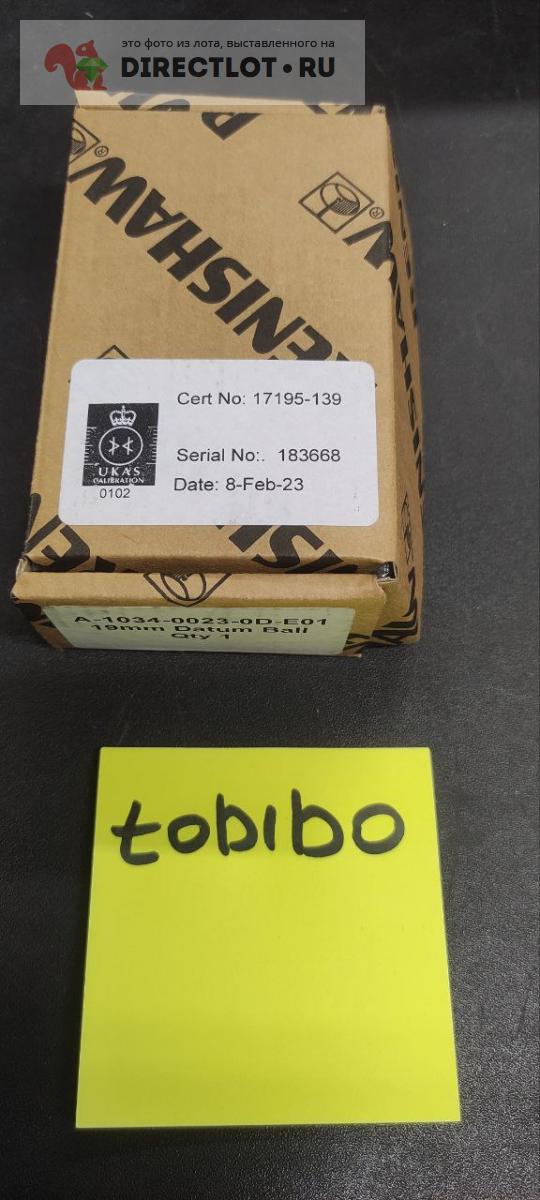 это фото из лота, выставленного на
DIRECTLOT•RU
RENISHAW®
Cert No: 17195-139
UKAS
CALIBRATION
0102
Serial No:. 183668
Date: 8-Feb-23
A-1034-0023-0D-E01
19mm Datum Ball
Qty 1
tobibo